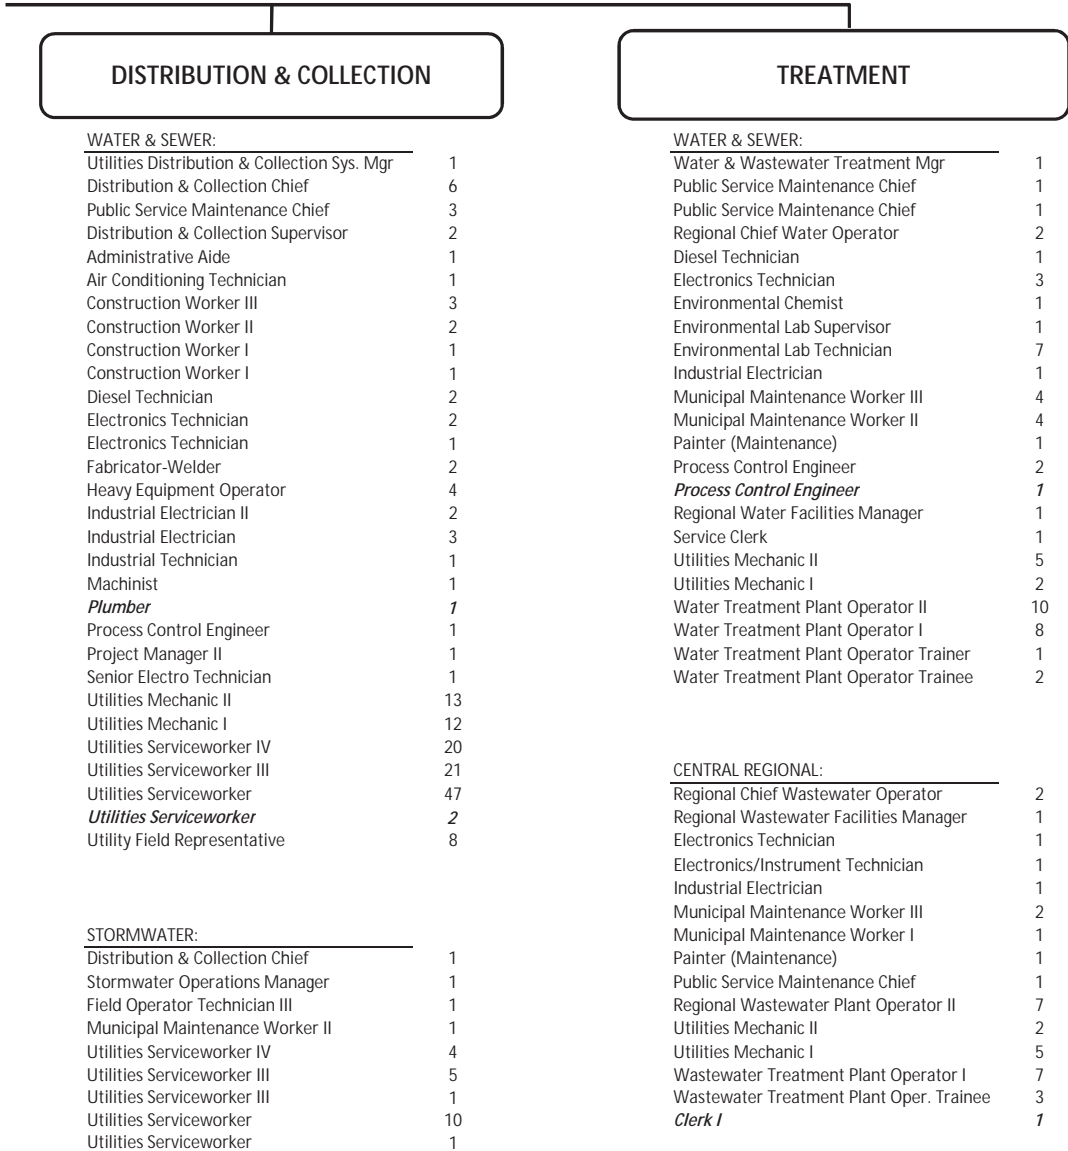 DISTRIBUTION & COLLECTION
WATER & SEWER:
Utilities Distribution & Collection Sys. Mgr 1
Distribution & Collection Chief 6
Public Service Maintenance Chief 3
Distribution & Collection Supervisor 2
Administrative Aide 1
Air Conditioning Technician 1
Construction Worker III 3
Construction Worker II 2
Construction Worker I 1
Construction Worker I 1
Diesel Technician 2
Electronics Technician 2
Electronics Technician 1
Fabricator-Welder 2
Heavy Equipment Operator 4
Industrial Electrician II 2
Industrial Electrician 3
Industrial Technician 1
Machinist 1
Plumber 1
Process Control Engineer 1
Project Manager II 1
Senior Electro Technician 1
Utilities Mechanic II 13
Utilities Mechanic I 12
Utilities Serviceworker IV 20
Utilities Serviceworker III 21
Utilities Serviceworker 47
Utilities Serviceworker 2
Utility Field Representative 8
STORMWATER:
Distribution & Collection Chief 1
Stormwater Operations Manager 1
Field Operator Technician III 1
Municipal Maintenance Worker II 1
Utilities Serviceworker IV 4
Utilities Serviceworker III 5
Utilities Serviceworker III 1
Utilities Serviceworker 10
Utilities Serviceworker 1
TREATMENT
WATER & SEWER:
Water & Wastewater Treatment Mgr 1
Public Service Maintenance Chief 1
Public Service Maintenance Chief 1
Regional Chief Water Operator 2
Diesel Technician 1
Electronics Technician 3
Environmental Chemist 1
Environmental Lab Supervisor 1
Environmental Lab Technician 7
Industrial Electrician 1
Municipal Maintenance Worker III 4
Municipal Maintenance Worker II 4
Painter (Maintenance) 1
Process Control Engineer 2
Process Control Engineer 1
Regional Water Facilities Manager 1
Service Clerk 1
Utilities Mechanic II 5
Utilities Mechanic I 2
Water Treatment Plant Operator II 10
Water Treatment Plant Operator I 8
Water Treatment Plant Operator Trainer 1
Water Treatment Plant Operator Trainee 2
CENTRAL REGIONAL:
Regional Chief Wastewater Operator 2
Regional Wastewater Facilities Manager 1
Electronics Technician 1
Electronics/Instrument Technician 1
Industrial Electrician 1
Municipal Maintenance Worker III 2
Municipal Maintenance Worker I 1
Painter (Maintenance) 1
Public Service Maintenance Chief 1
Regional Wastewater Plant Operator II 7
Utilities Mechanic II 2
Utilities Mechanic I 5
Wastewater Treatment Plant Operator I 7
Wastewater Treatment Plant Oper. Trainee 3
Clerk I 1